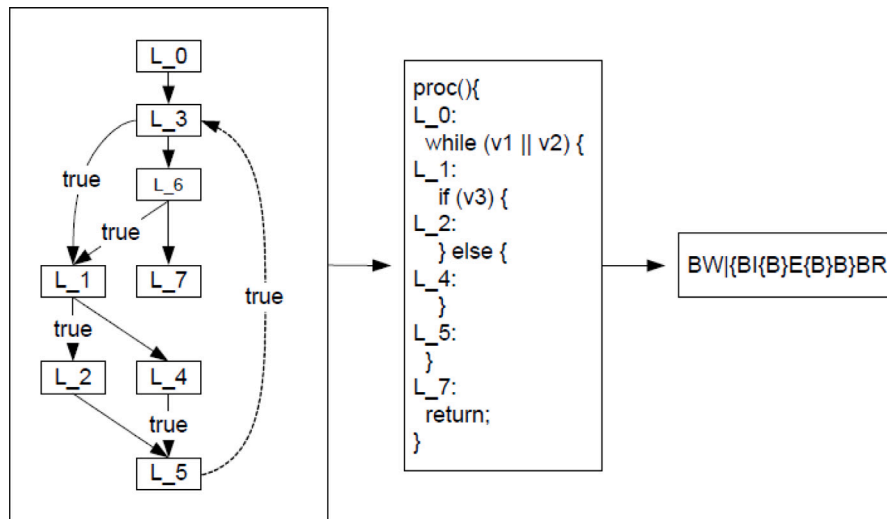 L_0
L_3
true
L_6
true
L_1
L_7
true
true
L_2
L_4
true
L_5
proc(){
L_0:
while (v1 || v2) {
L_1:
if (v3) {
L_2:
} else {
L_4:
}
L_5:
}
L_7:
return;
}
BW|{BI{B}E{B}B}BR